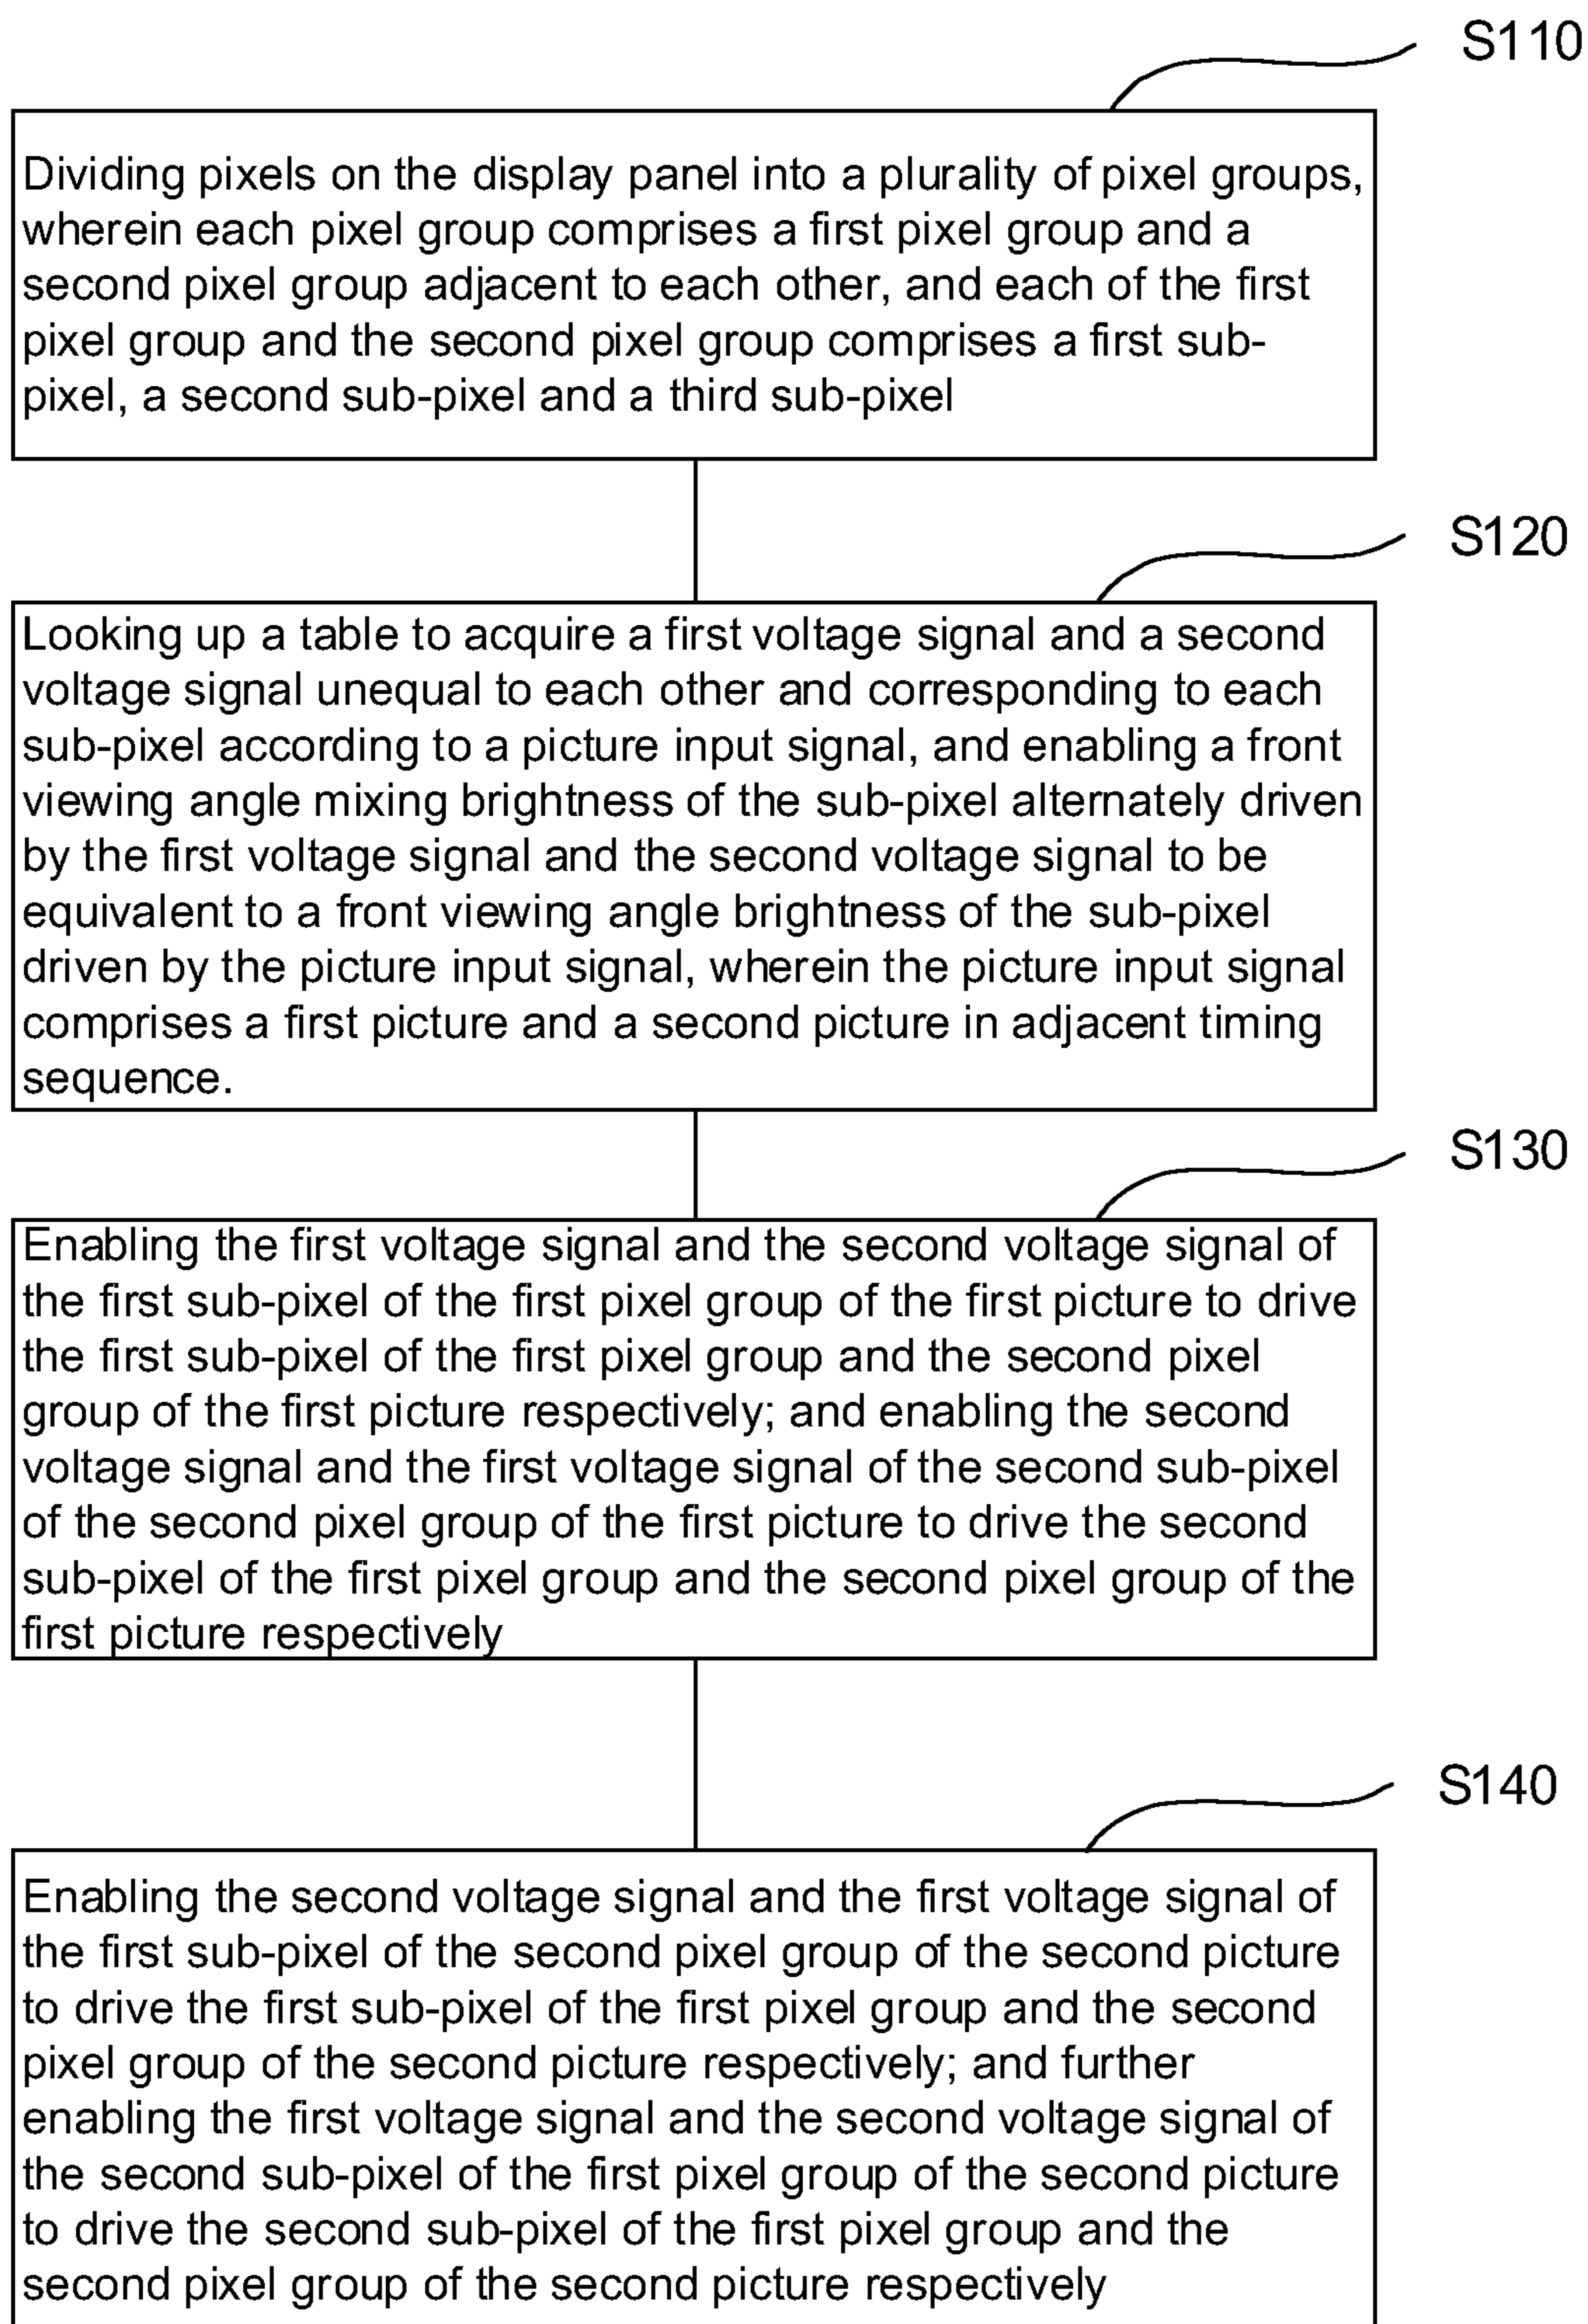 S110
Dividing pixels on the display panel into a plurality of pixel groups,
wherein each pixel group comprises a first pixel group and a
second pixel group adjacent to each other, and each of the first
pixel group and the second pixel group comprises a first sub-
pixel, a second sub-pixel and a third sub-pixel
S120
Looking up a table to acquire a first voltage signal and a second
voltage signal unequal to each other and corresponding to each
sub-pixel according to a picture input signal, and enabling a front
viewing angle mixing brightness of the sub-pixel alternately driven
by the first voltage signal and the second voltage signal to be
equivalent to a front viewing angle brightness of the sub-pixel
driven by the picture input signal, wherein the picture input signal
comprises a first picture and a second picture in adjacent timing
sequence.
S130
Enabling the first voltage signal and the second voltage signal of
the first sub-pixel of the first pixel group of the first picture to drive
the first sub-pixel of the first pixel group and the second pixel
group of the first picture respectively; and enabling the second
voltage signal and the first voltage signal of the second sub-pixel
of the second pixel group of the first picture to drive the second
sub-pixel of the first pixel group and the second pixel group of the
first picture respectively
S140
Enabling the second voltage signal and the first voltage signal of
the first sub-pixel of the second pixel group of the second picture
to drive the first sub-pixel of the first pixel group and the second
pixel group of the second picture respectively; and further
enabling the first voltage signal and the second voltage signal of
the second sub-pixel of the first pixel group of the second picture
to drive the second sub-pixel of the first pixel group and the
second pixel group of the second picture respectively